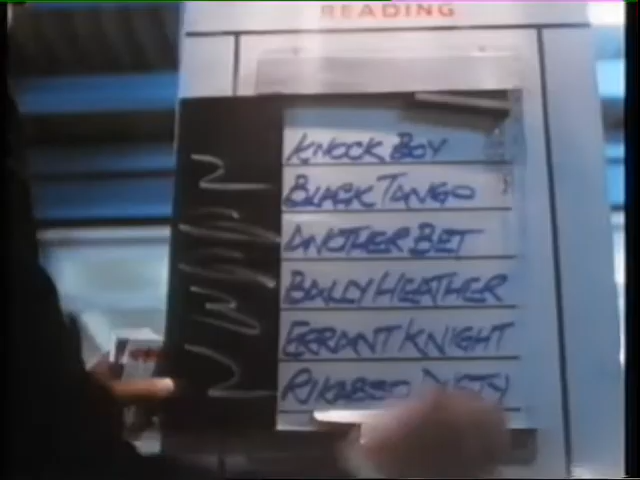 READING
KNOCK BOY
BLACK TANGO
ANOTHER BET
BALLY HEATHER
ERRANT KNIGHT